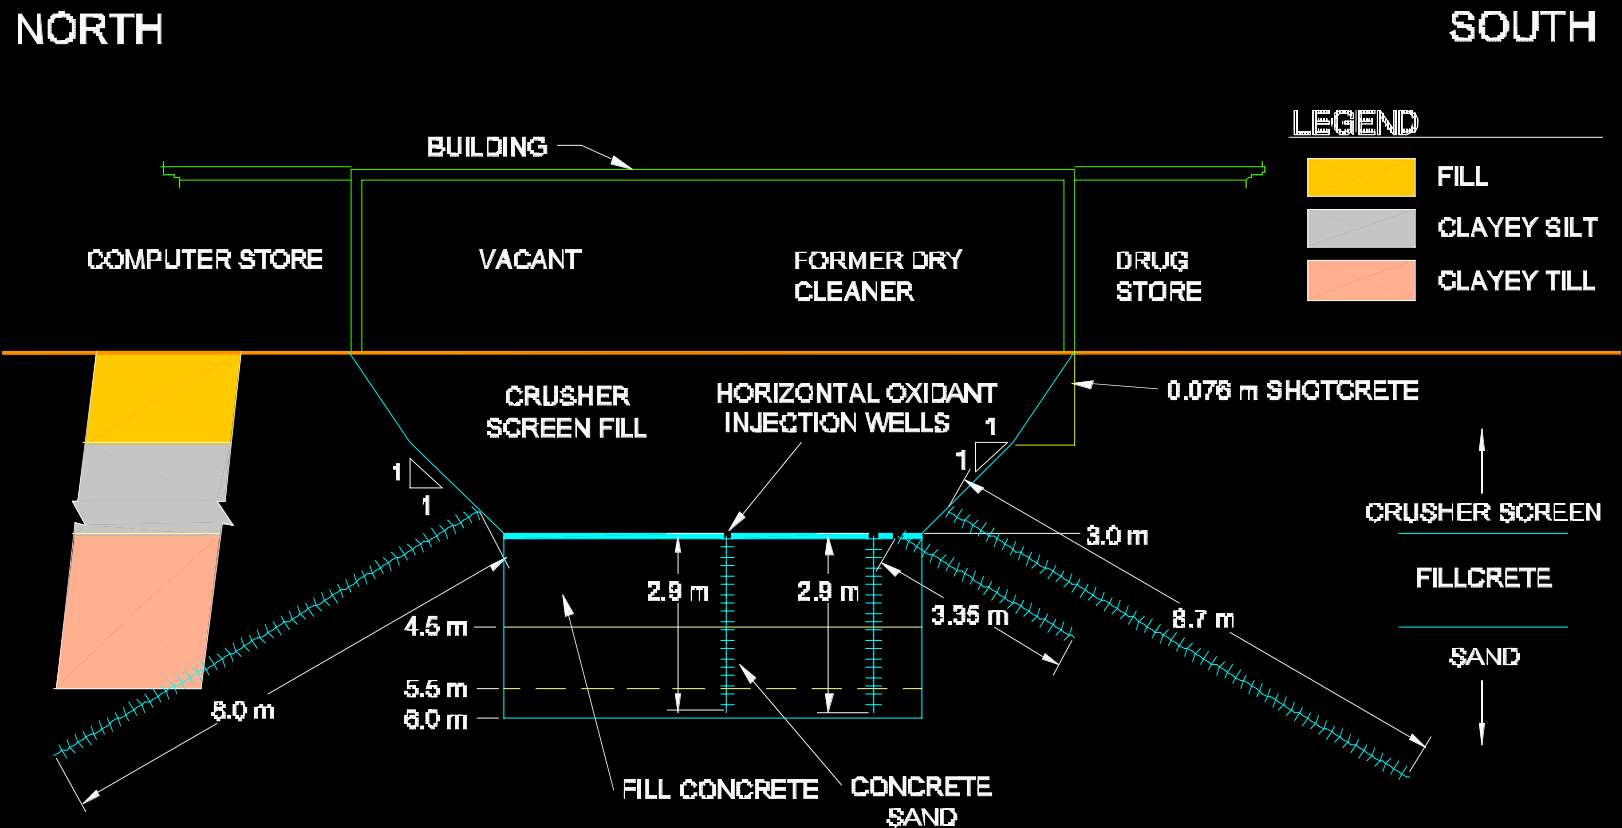 NORTH
SOUTH
LEGEND
BUILDING
FILL
CLAYEY SILT
CLAYEY TILL
COMPUTER STORE
VACANT
FORMER DRY
CLEANER
DRUG
STORE
0.076 m SHOTCRETE
CRUSHER
SCREEN FILL
HORIZONTAL OXIDANT
INJECTION WELLS
1
1
1
1
CRUSHER SCREEN
3.0 m
FILLCRETE
2.9 m
2.9 m
3.35 m
8.7 m
4.5 m
SAND
5.5 m
8.0 m
6.0 m
FILL CONCRETE
CONCRETE
SAND